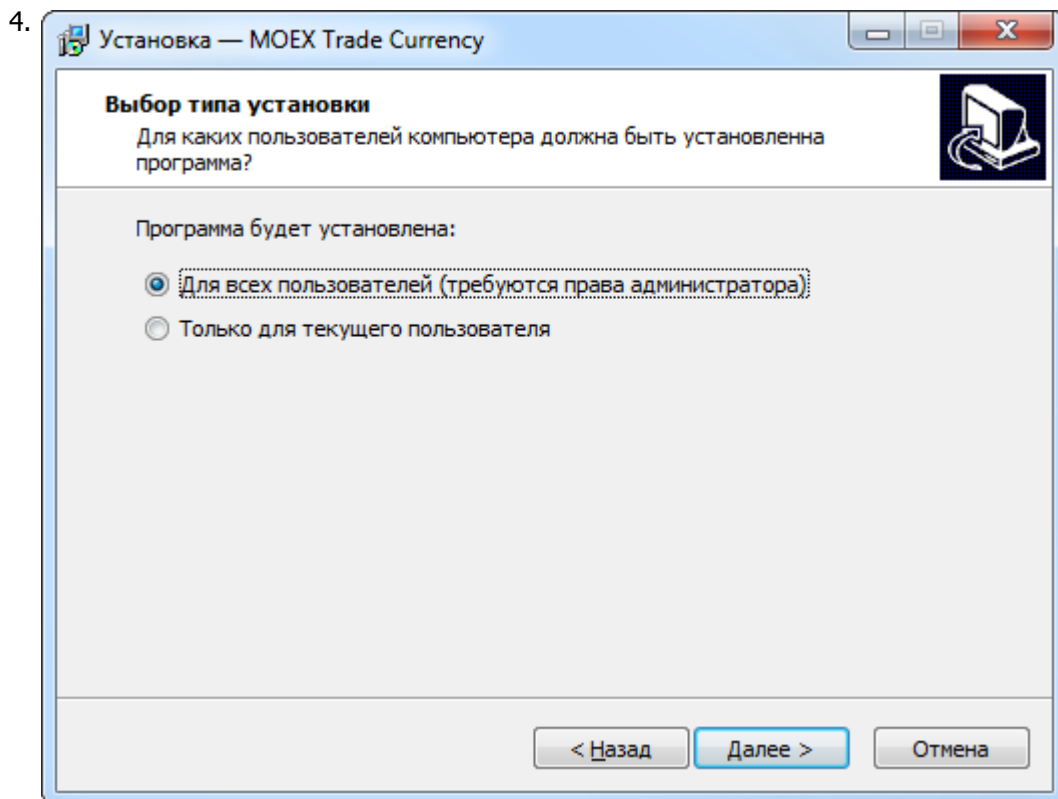 4.
Установка — MOEX Trade Currency
Выбор типа установки
Для каких пользователей компьютера должна быть установленна
программа?
Программа будет установлена:
Для всех пользователей (требуются права администратора)
Только для текущего пользователя
< Назад
Далее >
Отмена